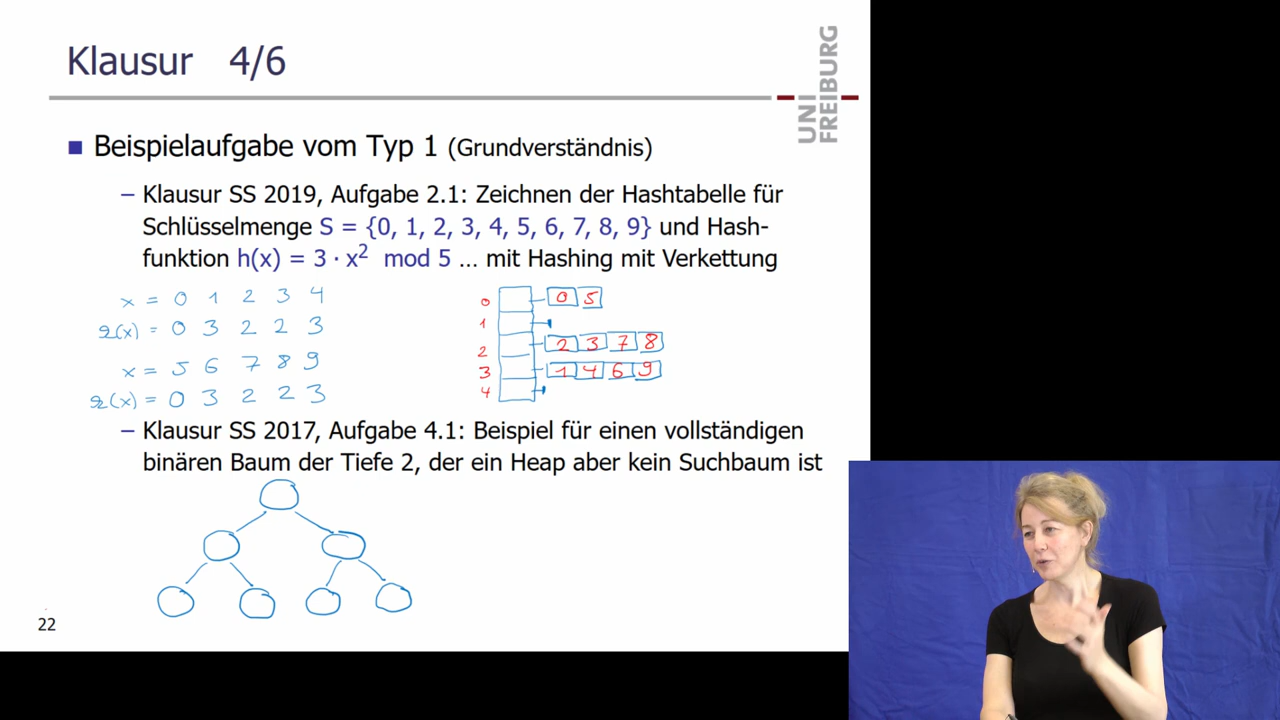 Klausur 4/6
UNI
FREIBURG
■ Beispielaufgabe vom Typ 1 (Grundverständnis)
– Klausur SS 2019, Aufgabe 2.1: Zeichnen der Hashtabelle für
Schlüsselmenge S = {0, 1, 2, 3, 4, 5, 6, 7, 8, 9} und Hash-
funktion h(x) = 3 · x² mod 5 … mit Hashing mit Verkettung
x = 0 1 2 3 4
h(x) = 0 3 2 2 3
x = 5 6 7 8 9
h(x) = 0 3 2 2 3
0 0 5
1
2 2 3 7 8
3 1 4 6 9
4
– Klausur SS 2017, Aufgabe 4.1: Beispiel für einen vollständigen
binären Baum der Tiefe 2, der ein Heap aber kein Suchbaum ist
22